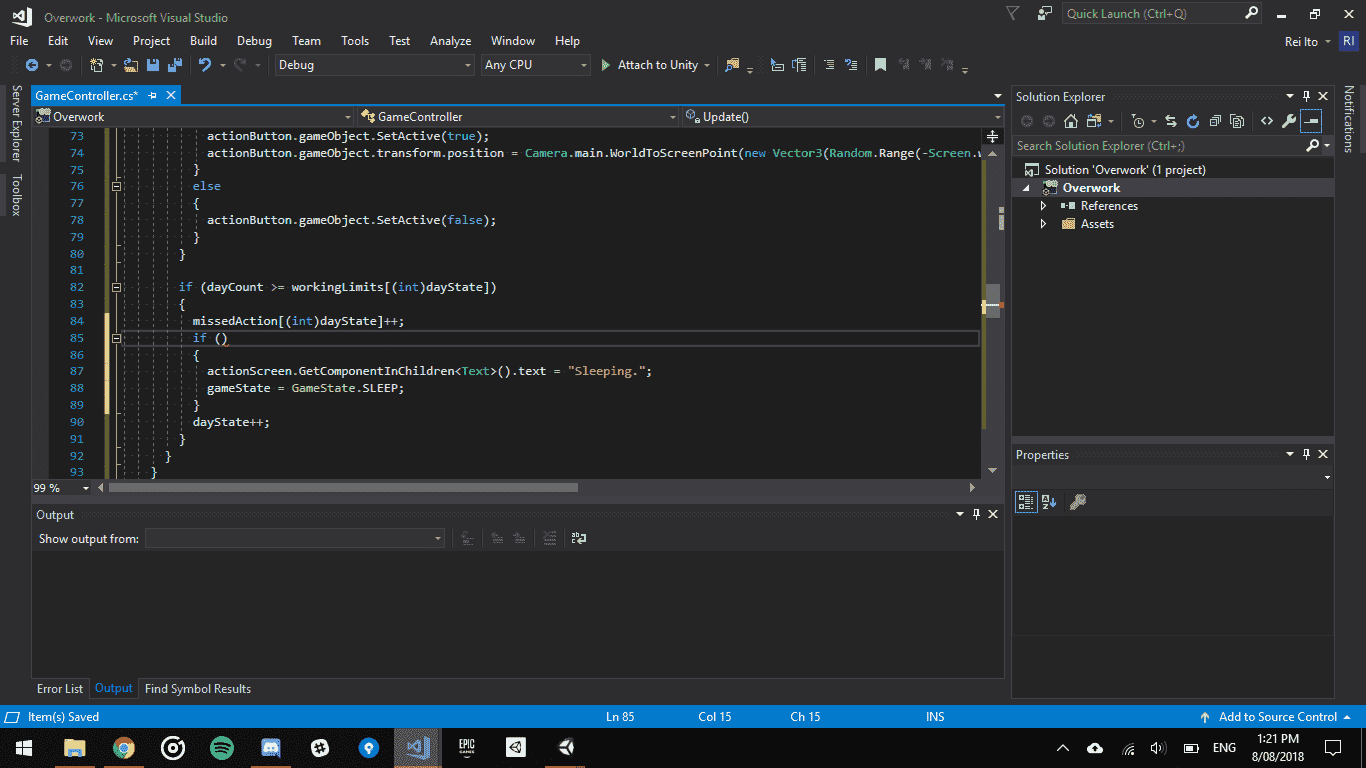 Overwork - Microsoft Visual Studio
Quick Launch (Ctrl+Q)
File Edit View Project Build Debug Team Tools Test Analyze Window Help
Rei Ito RI
Debug Any CPU Attach to Unity
Server Explorer
Toolbox
GameController.cs*
Overwork GameController Update()
73 actionButton.gameObject.SetActive(true);
74 actionButton.gameObject.transform.position = Camera.main.WorldToScreenPoint(new Vector3(Random.Range(-Screen.
75 }
76 else
77 {
78 actionButton.gameObject.SetActive(false);
79 }
80 }
81
82 if (dayCount >= workingLimits[(int)dayState])
83 {
84 missedAction[(int)dayState]++;
85 if ()
86 {
87 actionScreen.GetComponentInChildren<Text>().text = "Sleeping.";
88 gameState = GameState.SLEEP;
89 }
90 dayState++;
91 }
92 }
93 }
99 %
Output
Show output from:
Error List Output Find Symbol Results
Solution Explorer
Search Solution Explorer (Ctrl+;)
Solution 'Overwork' (1 project)
Overwork
References
Assets
Properties
Notifications
Item(s) Saved Ln 85 Col 15 Ch 15 INS Add to Source Control
EPIC GAMES
ENG
1:21 PM
8/08/2018